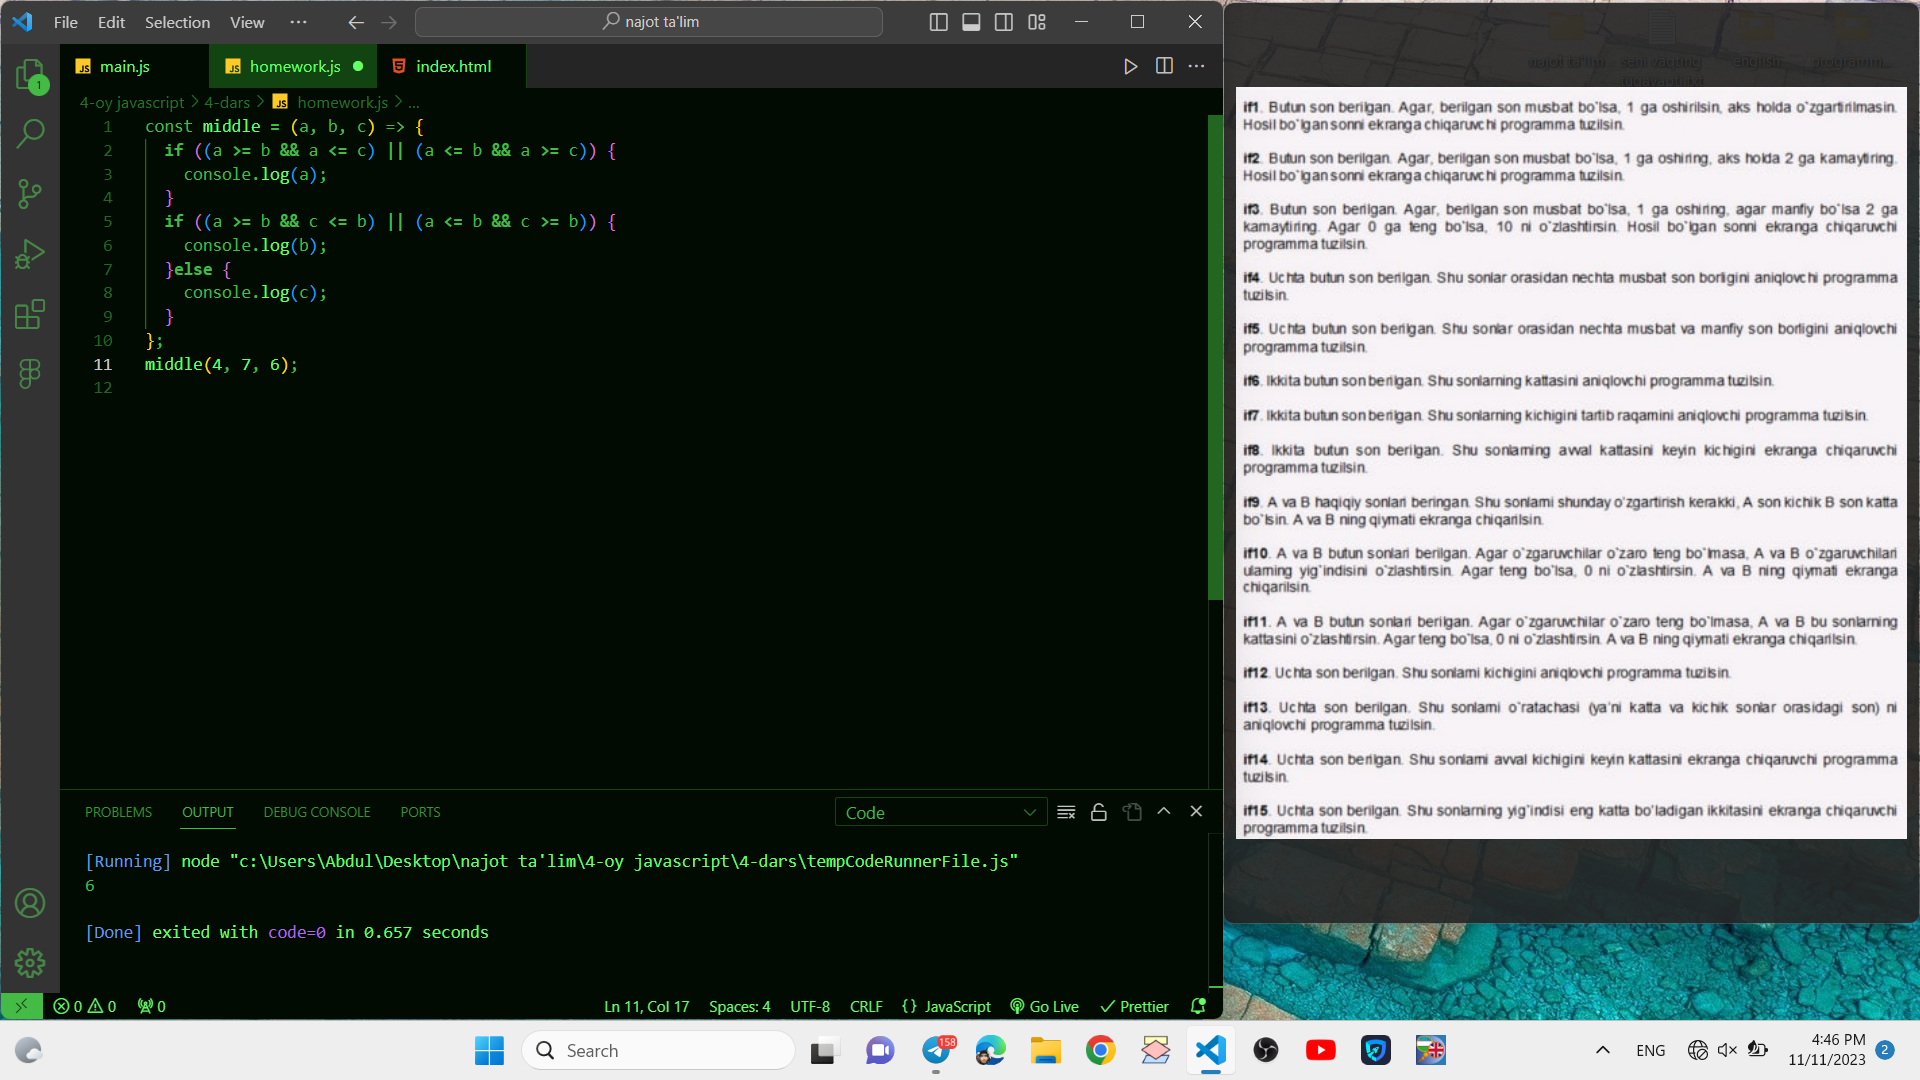 File Edit Selection View ··· najot ta'lim
main.js homework.js index.html
4-oy javascript > 4-dars > homework.js > ...
1 const middle = (a, b, c) => {
2 if ((a >= b && a <= c) || (a <= b && a >= c)) {
3 console.log(a);
4 }
5 if ((a >= b && c <= b) || (a <= b && c >= b)) {
6 console.log(b);
7 }else {
8 console.log(c);
9 }
10 };
11 middle(4, 7, 6);
12
PROBLEMS OUTPUT DEBUG CONSOLE PORTS Code
[Running] node "c:\Users\Abdul\Desktop\najot ta'lim\4-oy javascript\4-dars\tempCodeRunnerFile.js"
6
[Done] exited with code=0 in 0.657 seconds
0 0 0 Ln 11, Col 17 Spaces: 4 UTF-8 CRLF {} JavaScript Go Live Prettier
najot ta'lim... english programm...
if1. Butun son berilgan. Agar, berilgan son musbat bo`lsa, 1 ga oshirilsin, aks holda o`zgartirilmasin.
Hosil bo`lgan sonni ekranga chiqaruvchi programma tuzilsin.
if2. Butun son berilgan. Agar, berilgan son musbat bo`lsa, 1 ga oshiring, aks holda 2 ga kamaytiring.
Hosil bo`lgan sonni ekranga chiqaruvchi programma tuzilsin.
if3. Butun son berilgan. Agar, berilgan son musbat bo`lsa, 1 ga oshiring, agar manfiy bo`lsa 2 ga
kamaytiring. Agar 0 ga teng bo`lsa, 10 ni o`zlashtirsin. Hosil bo`lgan sonni ekranga chiqaruvchi
programma tuzilsin.
if4. Uchta butun son berilgan. Shu sonlar orasidan nechta musbat son borligini aniqlovchi programma
tuzilsin.
if5. Uchta butun son berilgan. Shu sonlar orasidan nechta musbat va manfiy son borligini aniqlovchi
programma tuzilsin.
if6. Ikkita butun son berilgan. Shu sonlarning kattasini aniqlovchi programma tuzilsin.
if7. Ikkita butun son berilgan. Shu sonlarning kichigini tartib raqamini aniqlovchi programma tuzilsin.
if8. Ikkita butun son berilgan. Shu sonlarning avval kattasini keyin kichigini ekranga chiqaruvchi
programma tuzilsin.
if9. A va B haqiqiy sonlari beringan. Shu sonlarni shunday o`zgartirish kerakki, A son kichik B son katta
bo`lsin. A va B ning qiymati ekranga chiqarilsin.
if10. A va B butun sonlari berilgan. Agar o`zgaruvchilar o`zaro teng bo`lmasa, A va B o`zgaruvchilari
ularning yig`indisini o`zlashtirsin. Agar teng bo`lsa, 0 ni o`zlashtirsin. A va B ning qiymati ekranga
chiqarilsin.
if11. A va B butun sonlari berilgan. Agar o`zgaruvchilar o`zaro teng bo`lmasa, A va B bu sonlarning
kattasini o`zlashtirsin. Agar teng bo`lsa, 0 ni o`zlashtirsin. A va B ning qiymati ekranga chiqarilsin.
if12. Uchta son berilgan. Shu sonlarni kichigini aniqlovchi programma tuzilsin.
if13. Uchta son berilgan. Shu sonlarni o`ratachasi (ya'ni katta va kichik sonlar orasidagi son) ni
aniqlovchi programma tuzilsin.
if14. Uchta son berilgan. Shu sonlarni avval kichigini keyin kattasini ekranga chiqaruvchi programma
tuzilsin.
if15. Uchta son berilgan. Shu sonlarning yig`indisi eng katta bo`ladigan ikkitasini ekranga chiqaruvchi
programma tuzilsin.
Search 158 ENG 4:46 PM
11/11/2023 2